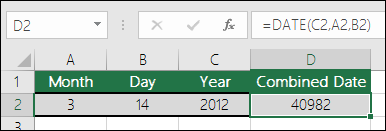 D2 fx =DATE(C2,A2,B2)
A B C D
1 Month Day Year Combined Date
2 3 14 2012 40982